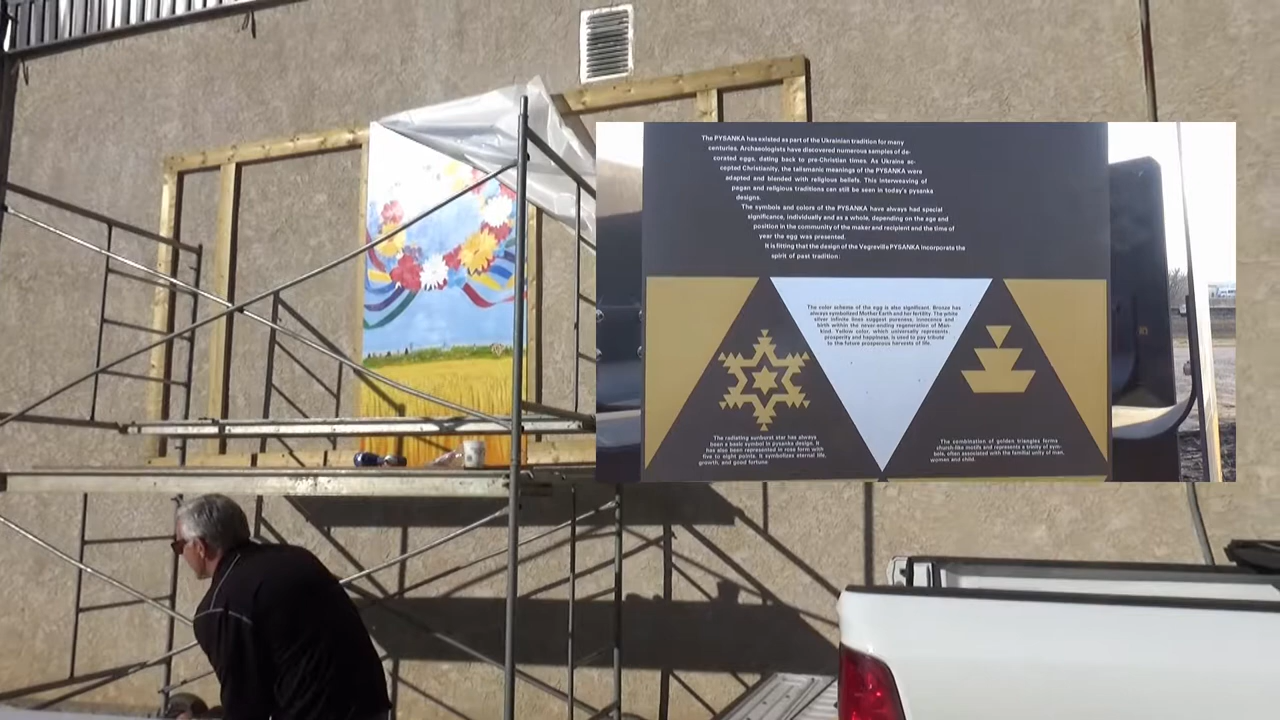 The PYSANKA has existed as part of the Ukrainian tradition for many
centuries. Archaeologists have discovered numerous samples of de-
corated eggs, dating back to pre-Christian times. As Ukraine ac-
cepted Christianity, the talismanic meanings of the PYSANKA were
adapted and blended with religious beliefs. This interweaving of
pagan and religious traditions can still be seen in today's pysanka
designs.
The symbols and colors of the PYSANKA have always had special
significance, individually and as a whole, depending on the age and
position in the community of the maker and recipient and the time of
year the egg was presented.
It is fitting that the design of the Vegreville PYSANKA incorporates the
spirit of past tradition:
The color scheme of the egg is also significant. Bronze has
always symbolized Mother Earth and her fertility. The white
silver infinite lines suggest pureness, innocence and
birth within the never-ending regeneration of Man-
kind. Yellow color, which universally represents
prosperity and happiness, is used to pay tribute
to the future prosperous harvests of life.
The radiating sunburst star has always
been a basic symbol in pysanka design. It
has also been represented in rose form with
five to eight points. It symbolizes eternal life,
growth, and good fortune
The combination of golden triangles forms
church-like motifs and represents a trinity of sym-
bols, often associated with the familial unity of man,
women and child.